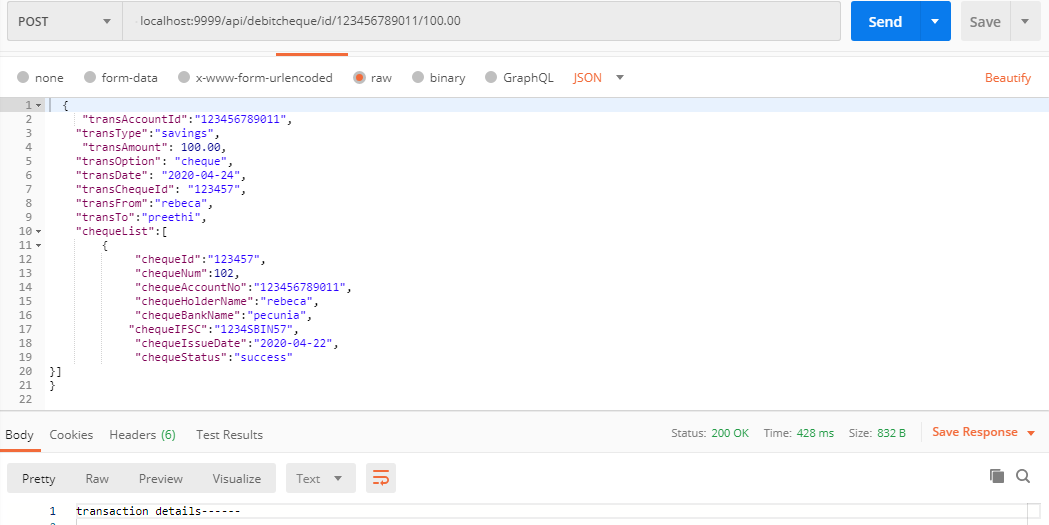 POST localhost:9999/api/debitcheque/id/123456789011/100.00 Send Save
none form-data x-www-form-urlencoded raw binary GraphQL JSON Beautify
1 {
2 "transAccountId":"123456789011",
3 "transType":"savings",
4 "transAmount": 100.00,
5 "transOption": "cheque",
6 "transDate": "2020-04-24",
7 "transChequeId": "123457",
8 "transFrom":"rebeca",
9 "transTo":"preethi",
10 "chequeList":[
11 {
12 "chequeId":"123457",
13 "chequeNum":102,
14 "chequeAccountNo":"123456789011",
15 "chequeHolderName":"rebeca",
16 "chequeBankName":"pecunia",
17 "chequeIFSC":"1234SBIN57",
18 "chequeIssueDate":"2020-04-22",
19 "chequeStatus":"success"
20 }]
21 }
22
Body Cookies Headers (6) Test Results Status: 200 OK Time: 428 ms Size: 832 B Save Response
Pretty Raw Preview Visualize Text
1 transaction details------